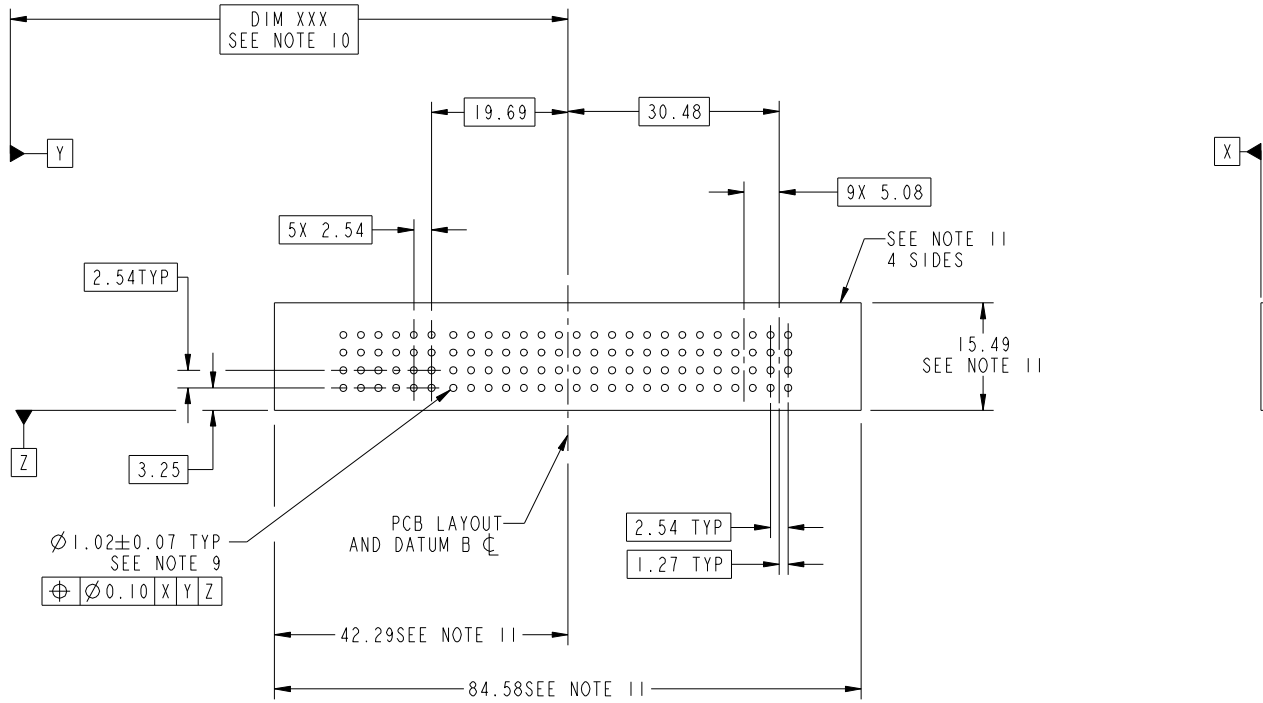 DIM XXX
SEE NOTE 10
19.69
30.48
Y
X
9X 5.08
5X 2.54
SEE NOTE 11
4 SIDES
2.54TYP
15.49
SEE NOTE 11
Z
3.25
PCB LAYOUT
AND DATUM B ℄
2.54 TYP
1.27 TYP
Ø1.02±0.07 TYP
SEE NOTE 9
⌖ Ø0.10 X Y Z
42.29SEE NOTE 11
84.58SEE NOTE 11